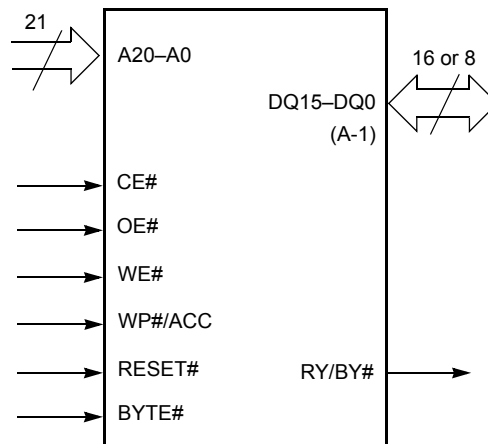 21
A20–A0
16 or 8
DQ15–DQ0
(A-1)
CE#
OE#
WE#
WP#/ACC
RESET#
RY/BY#
BYTE#